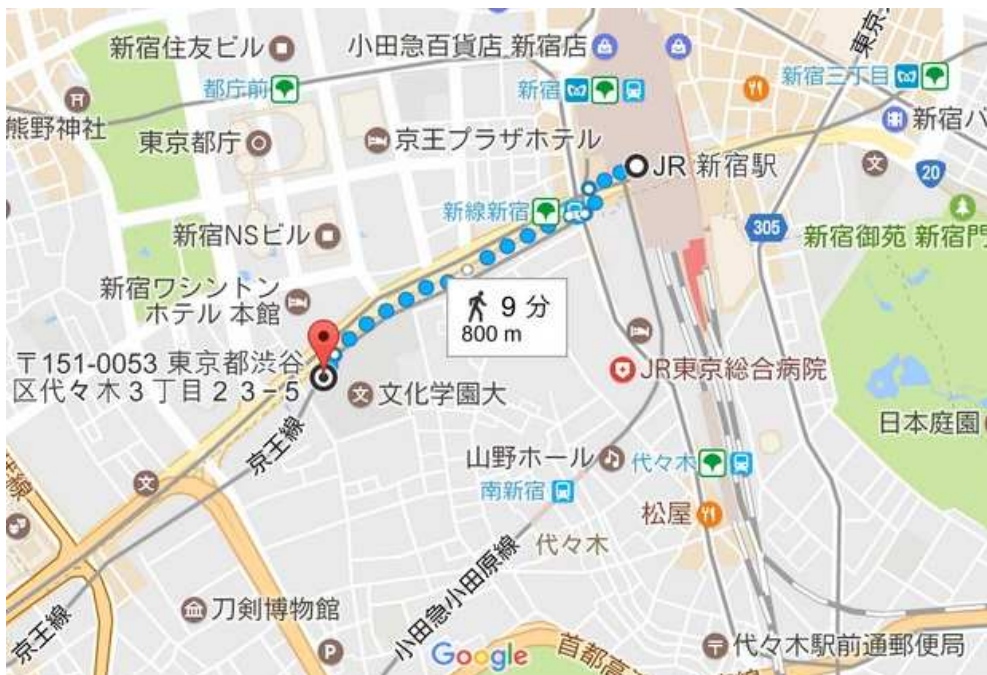 新宿住友ビル
小田急百貨店 新宿店
都庁前
新宿
新宿三丁目
熊野神社
東京都庁
京王プラザホテル
新宿バ
JR 新宿駅
20
新線新宿
305
新宿NSビル
新宿御苑 新宿門
新宿ワシントン
ホテル 本館
9 分
800 m
〒151-0053 東京都渋谷
区代々木３丁目２３−５
文化学園大
JR東京総合病院
日本庭園
京王線
山野ホール
代々木
南新宿
松屋
代々木
小田急小田原線
刀剣博物館
京王線
Google
首都高
代々木駅前通郵便局